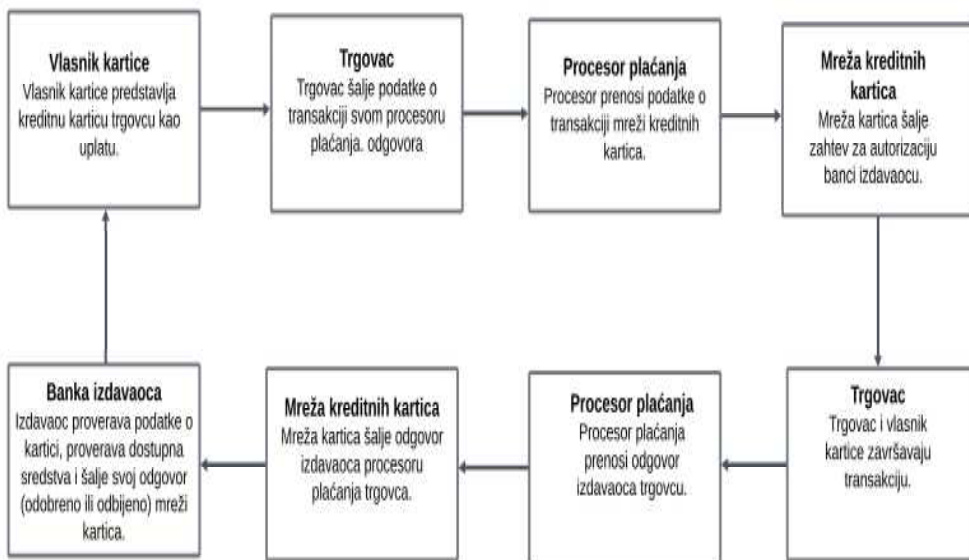 Vlasnik kartice
Vlasnik kartice predstavlja
kreditnu karticu trgovcu kao
uplatu.
Trgovac
Trgovac šalje podatke o
transakciji svom procesoru
plaćanja. odgovora
Procesor plaćanja
Procesor prenosi podatke o
transakciji mreži kreditnih
kartica.
Mreža kreditnih
kartica
Mreža kartica šalje
zahtev za autorizaciju
banci izdavaocu.
Banka izdavaoca
Izdavaoc proverava podatke o
kartici, proverava dostupna
sredstva i šalje svoj odgovor
(odobreno ili odbijeno) mreži
kartica.
Mreža kreditnih kartica
Mreža kartica šalje odgovor
izdavaoca procesoru
plaćanja trgovca.
Procesor plaćanja
Procesor plaćanja
prenosi odgovor
izdavaoca trgovcu.
Trgovac
Trgovac i vlasnik
kartice završavaju
transakciju.